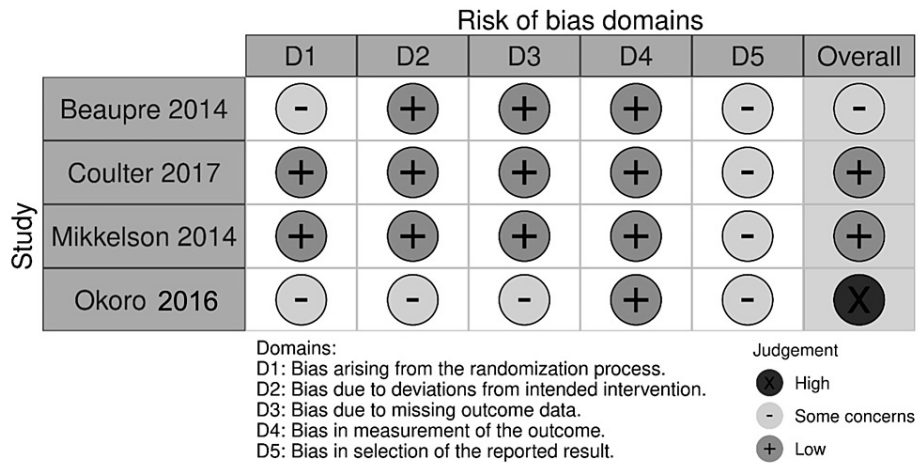 Risk of bias domains
D1 D2 D3 D4 D5 Overall
Study
Beaupre 2014 - + + + - -
Coulter 2017 + + + + - +
Mikkelson 2014 + + + + - +
Okoro 2016 - - - + - X
Domains:
D1: Bias arising from the randomization process.
D2: Bias due to deviations from intended intervention.
D3: Bias due to missing outcome data.
D4: Bias in measurement of the outcome.
D5: Bias in selection of the reported result.
Judgement
X High
- Some concerns
+ Low